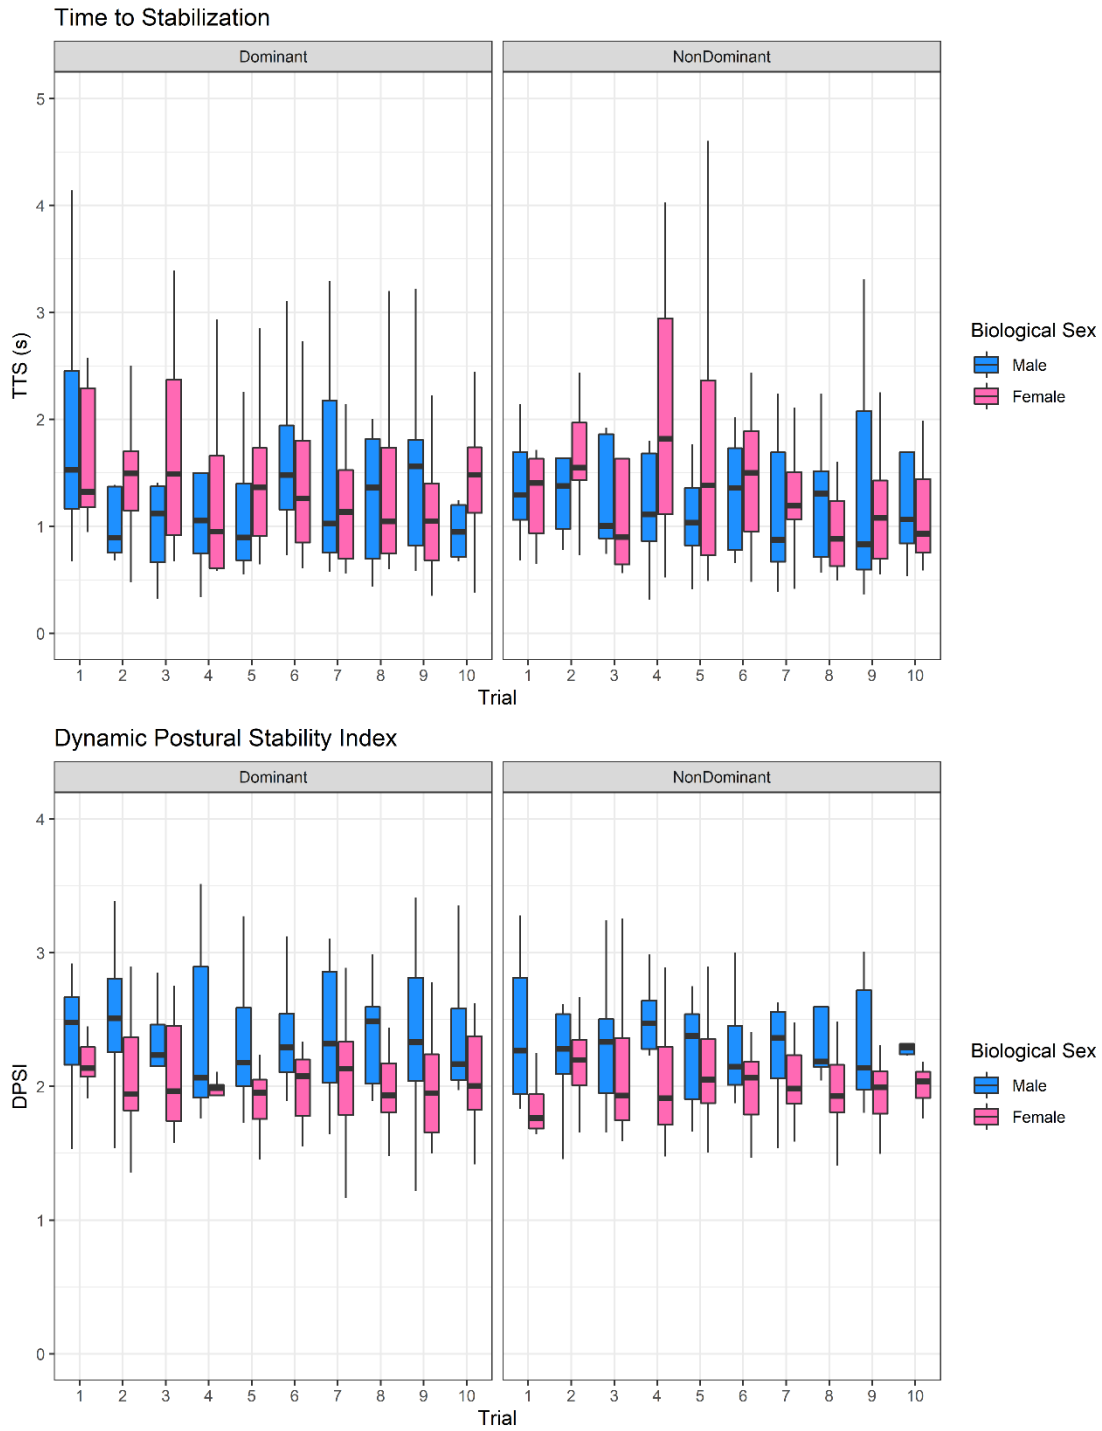 Time to Stabilization
Dominant NonDominant
5
4
3
2
1
0
TTS (s)
1 2 3 4 5 6 7 8 9 10 1 2 3 4 5 6 7 8 9 10
Trial
Biological Sex
Male
Female
Dynamic Postural Stability Index
Dominant NonDominant
4
3
2
1
0
DPSI
1 2 3 4 5 6 7 8 9 10 1 2 3 4 5 6 7 8 9 10
Trial
Biological Sex
Male
Female